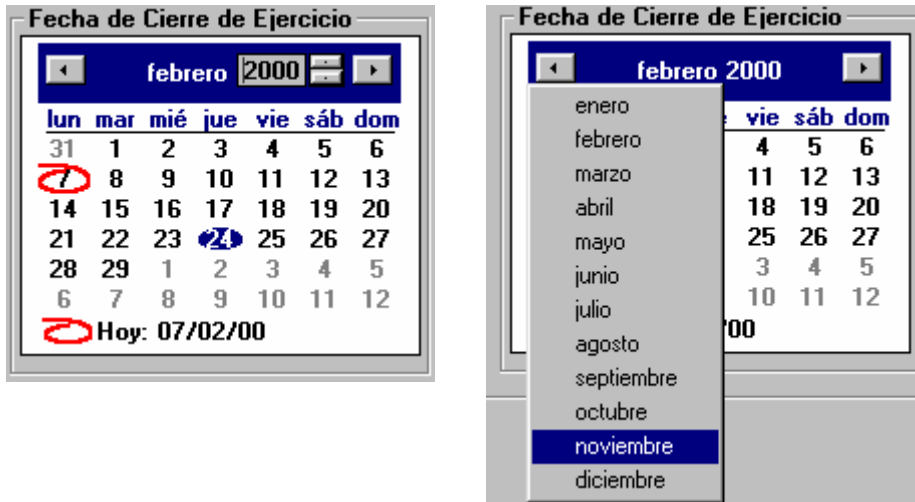 Fecha de Cierre de Ejercicio
febrero 2000
lun mar mié jue vie sáb dom
31 1 2 3 4 5 6
7 8 9 10 11 12 13
14 15 16 17 18 19 20
21 22 23 24 25 26 27
28 29 1 2 3 4 5
6 7 8 9 10 11 12
Hoy: 07/02/00
Fecha de Cierre de Ejercicio
febrero 2000
enero
febrero
marzo
abril
mayo
junio
julio
agosto
septiembre
octubre
noviembre
diciembre
vie sáb dom
4 5 6
11 12 13
18 19 20
25 26 27
3 4 5
10 11 12
/00